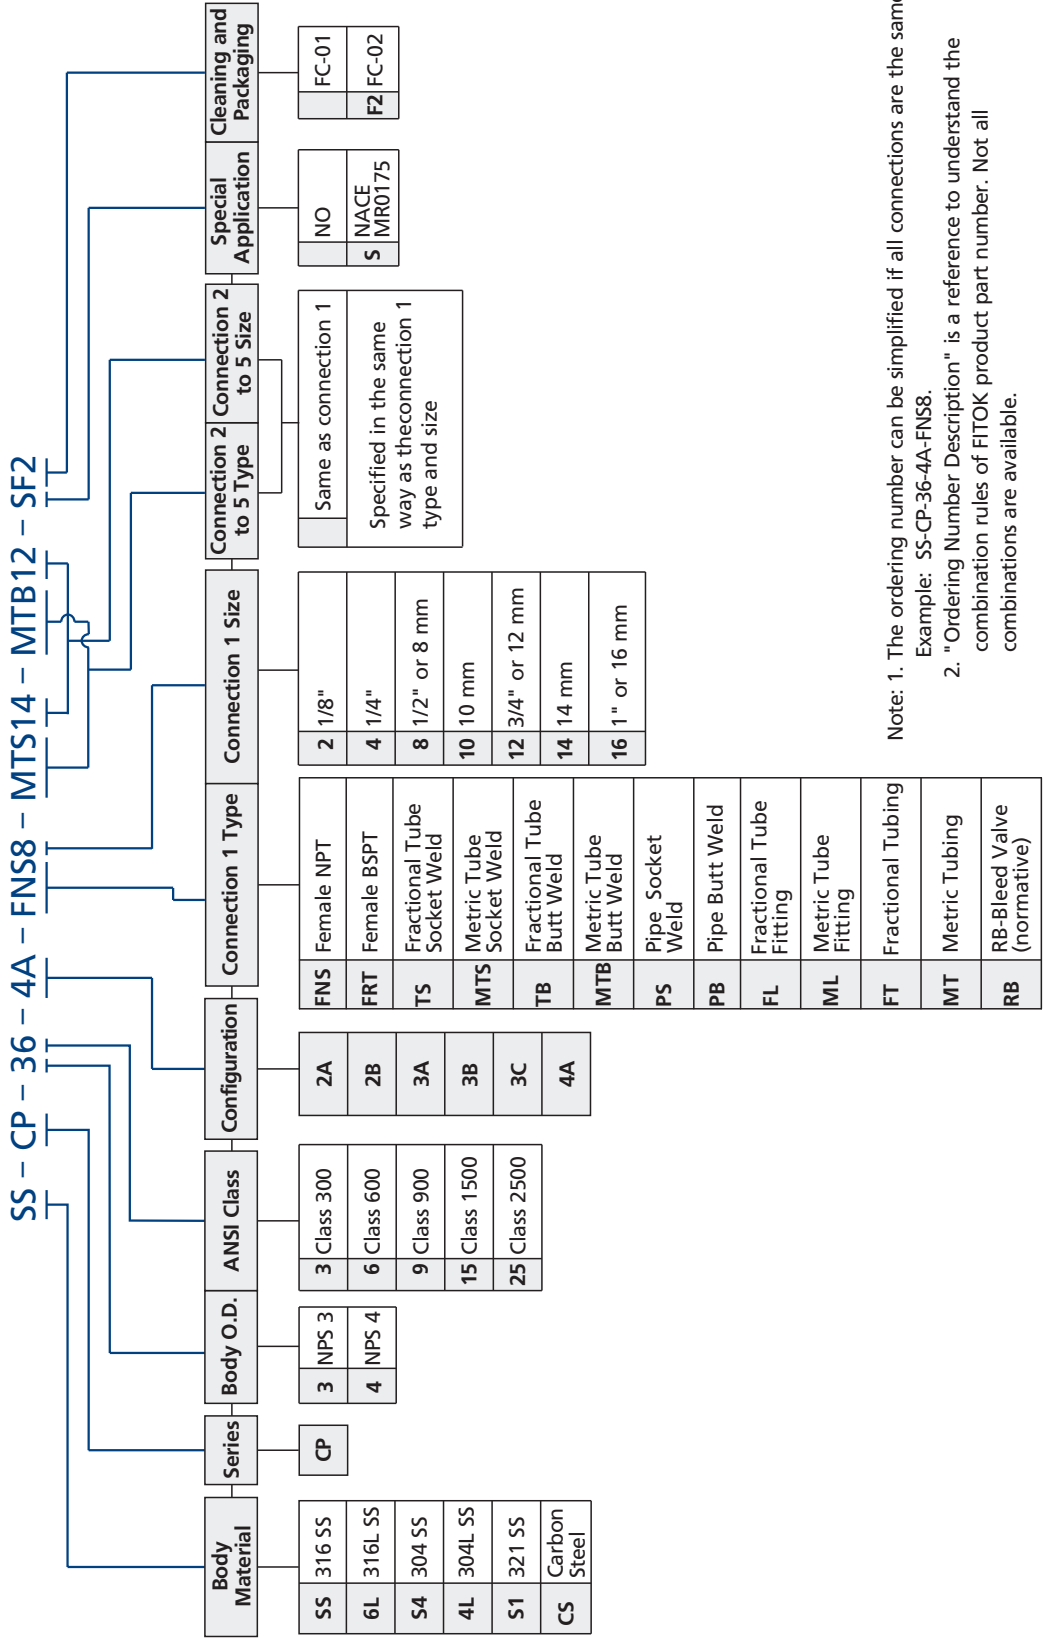 SS – CP – 36 – 4A – FNS8 – MTS14 – MTB12 – SF2
Body
Material
SS 316 SS
6L 316L SS
S4 304 SS
4L 304L SS
S1 321 SS
CS Carbon
Steel
Series
CP
Body O.D.
3 NPS 3
4 NPS 4
ANSI Class
3 Class 300
6 Class 600
9 Class 900
15 Class 1500
25 Class 2500
Configuration
2A
2B
3A
3B
3C
4A
Connection 1 Type
FNS Female NPT
FRT Female BSPT
TS Fractional Tube
Socket Weld
MTS Metric Tube
Socket Weld
TB Fractional Tube
Butt Weld
MTB Metric Tube
Butt Weld
PS Pipe Socket
Weld
PB Pipe Butt Weld
FL Fractional Tube
Fitting
ML Metric Tube
Fitting
FT Fractional Tubing
MT Metric Tubing
RB RB-Bleed Valve
(normative)
Connection 1 Size
2 1/8"
4 1/4"
8 1/2" or 8 mm
10 10 mm
12 3/4" or 12 mm
14 14 mm
16 1" or 16 mm
Connection 2
to 5 Type
Connection 2
to 5 Size
Same as connection 1
Specified in the same
way as theconnection 1
type and size
Special
Application
NO
S NACE
MR0175
Cleaning and
Packaging
FC-01
F2 FC-02
Note: 1. The ordering number can be simplified if all connections are the same
Example: SS-CP-36-4A-FNS8.
2. "Ordering Number Description" is a reference to understand the
combination rules of FITOK product part number. Not all
combinations are available.